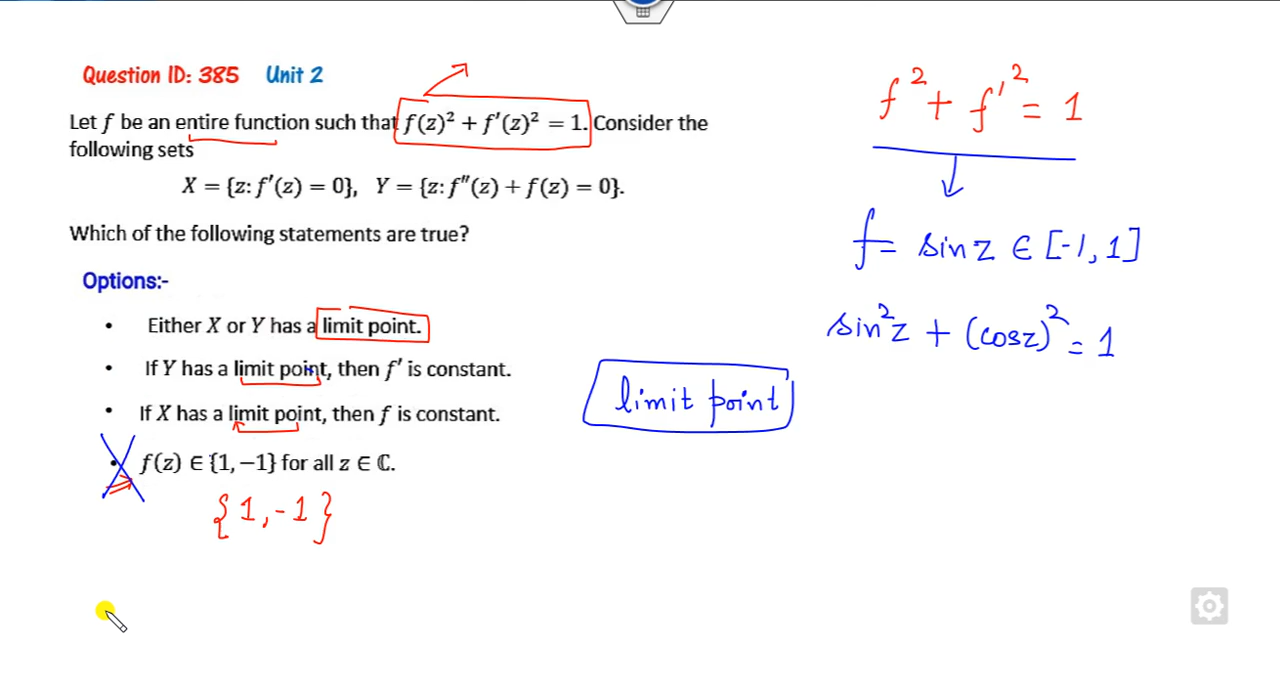 Question ID: 385 Unit 2
Let f be an entire function such that f(z)² + f′(z)² = 1. Consider the
following sets
X = {z: f′(z) = 0}, Y = {z: f″(z) + f(z) = 0}.
Which of the following statements are true?
Options:-
• Either X or Y has a limit point.
• If Y has a limit point, then f′ is constant.
• If X has a limit point, then f is constant.
• f(z) ∈ {1, −1} for all z ∈ ℂ.
{1, -1}
f² + f′² = 1
f = sin z ∈ [-1, 1]
sin²z + (cosz)² = 1
limit point